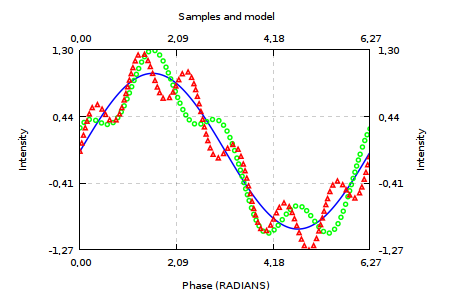 Samples and model
0,00 2,09 4,18 6,27
1,30 1,30
0,44 0,44
Intensity Intensity
-0,41 -0,41
-1,27 -1,27
0,00 2,09 4,18 6,27
Phase (RADIANS)